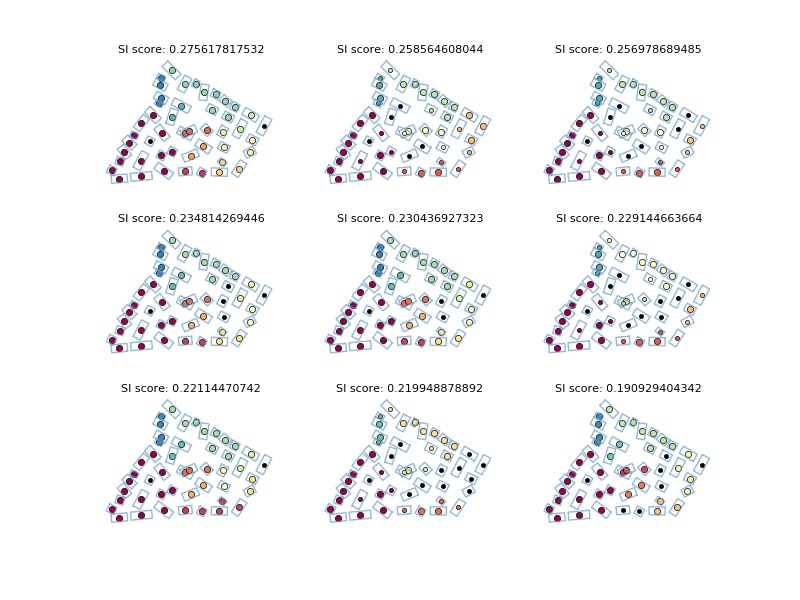 SI score: 0.275617817532
SI score: 0.258564608044
SI score: 0.256978689485
SI score: 0.234814269446
SI score: 0.230436927323
SI score: 0.229144663664
SI score: 0.22114470742
SI score: 0.219948878892
SI score: 0.190929404342